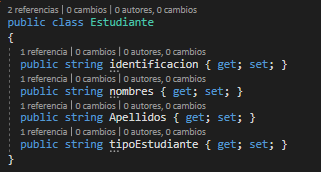 2 referencias | 0 cambios | 0 autores, 0 cambios
public class Estudiante
{
1 referencia | 0 cambios | 0 autores, 0 cambios
public string identificacion { get; set; }
1 referencia | 0 cambios | 0 autores, 0 cambios
public string nombres { get; set; }
1 referencia | 0 cambios | 0 autores, 0 cambios
public string Apellidos { get; set; }
1 referencia | 0 cambios | 0 autores, 0 cambios
public string tipoEstudiante { get; set; }
}